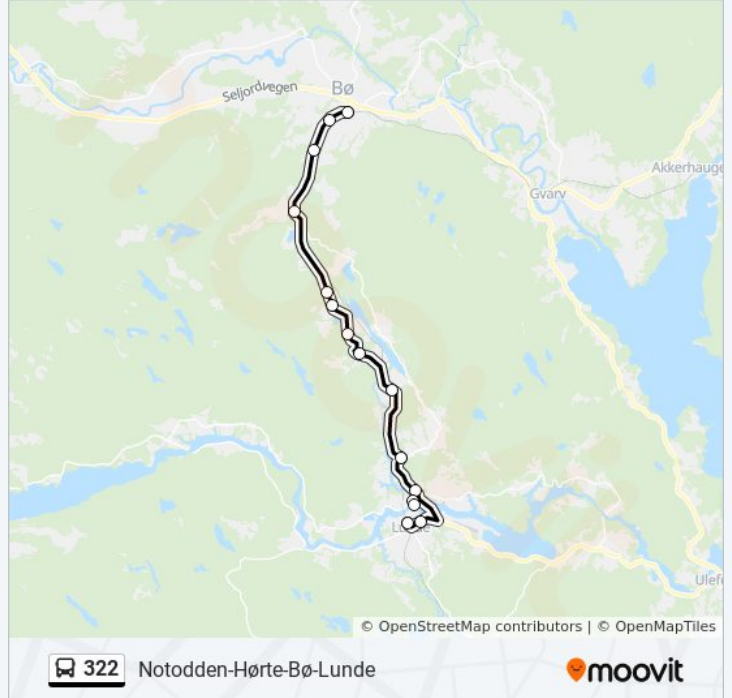 Bø
Seljordvegen
Akkerhauge
Gvarv
Ulefo
© OpenStreetMap contributors | © OpenMapTiles
322 Notodden-Hørte-Bø-Lunde
moovit